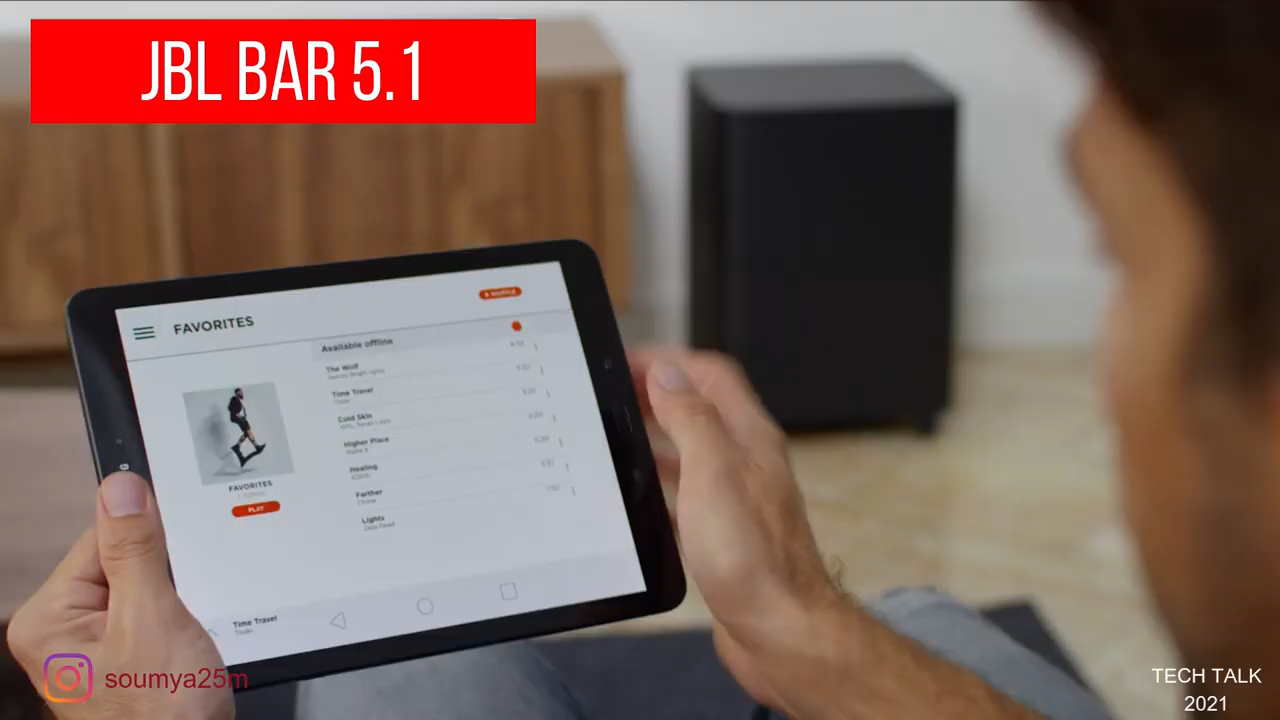 JBL BAR 5.1
FAVORITES
SHUFFLE
Available offline
The Wolf
Time Travel
Cold Skin
Higher Place
Healing
Farther
Lights
FAVORITES
PLAY
Time Travel
soumya25m
TECH TALK
2021